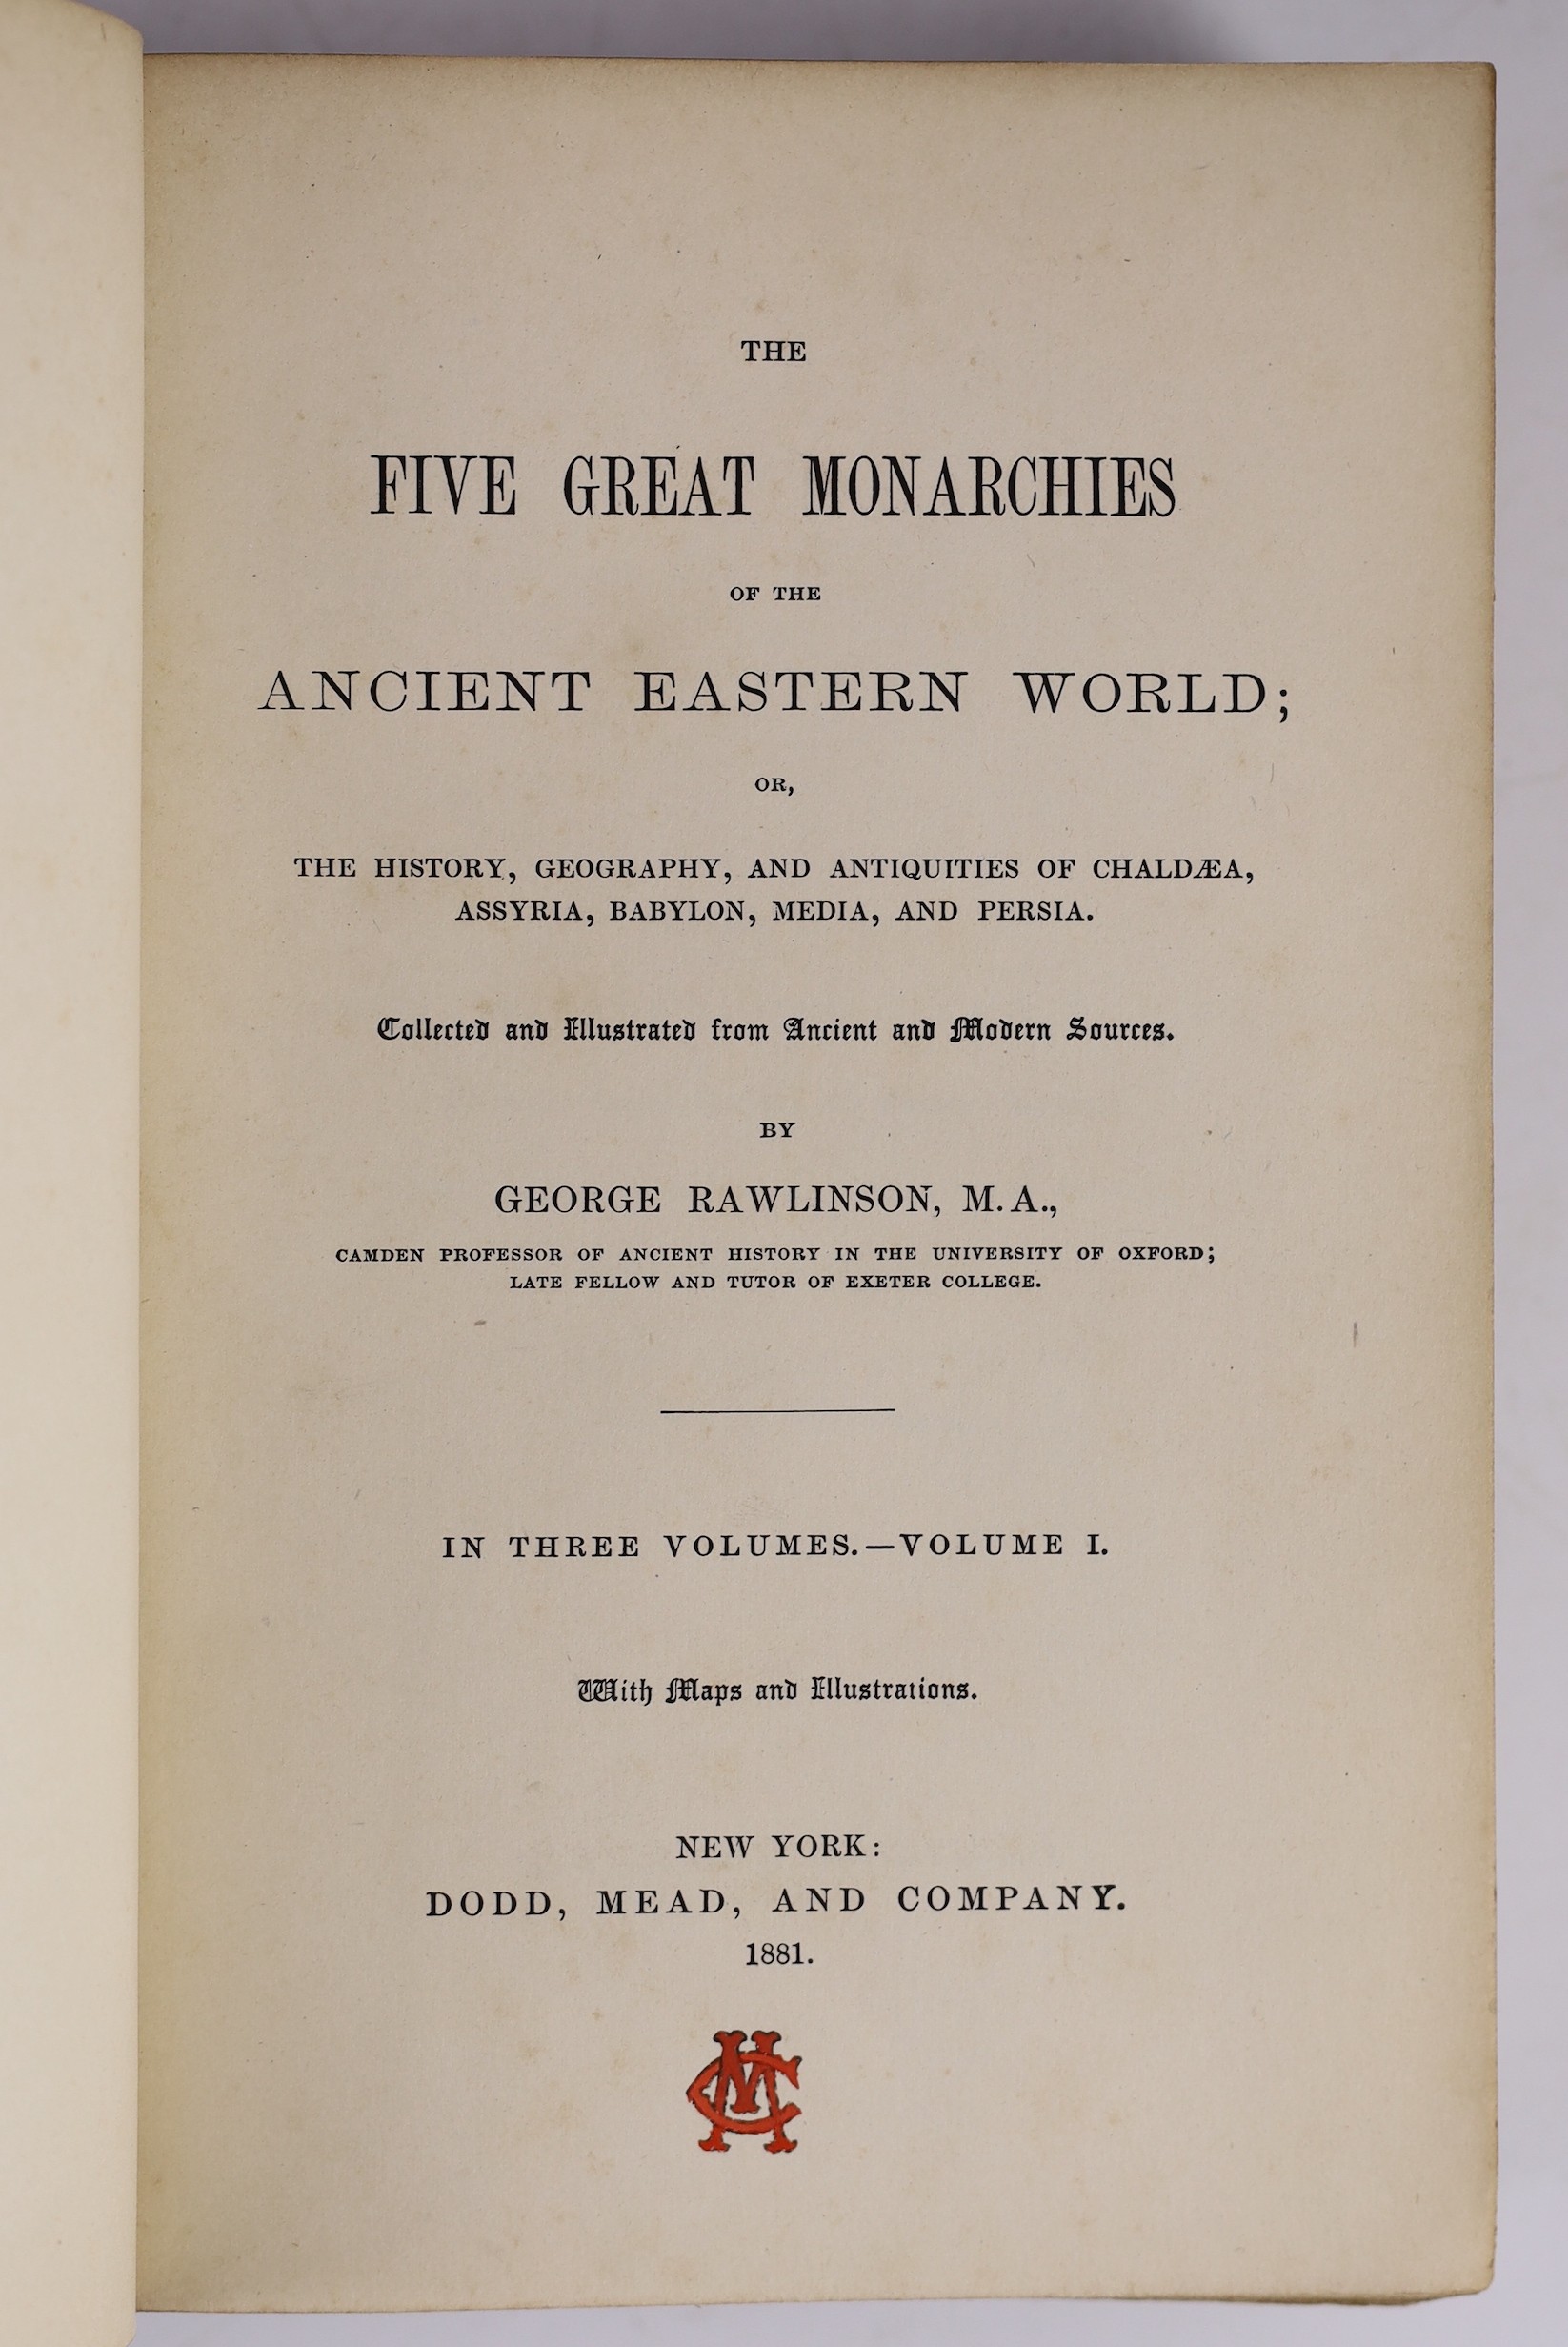 THE
FIVE GREAT MONARCHIES
OF THE
ANCIENT EASTERN WORLD;
OR,
THE HISTORY, GEOGRAPHY, AND ANTIQUITIES OF CHALDÆA,
ASSYRIA, BABYLON, MEDIA, AND PERSIA.
Collected and Illustrated from Ancient and Modern Sources.
BY
GEORGE RAWLINSON, M.A.,
CAMDEN PROFESSOR OF ANCIENT HISTORY IN THE UNIVERSITY OF OXFORD;
LATE FELLOW AND TUTOR OF EXETER COLLEGE.
IN THREE VOLUMES.—VOLUME I.
With Maps and Illustrations.
NEW YORK:
DODD, MEAD, AND COMPANY.
1881.